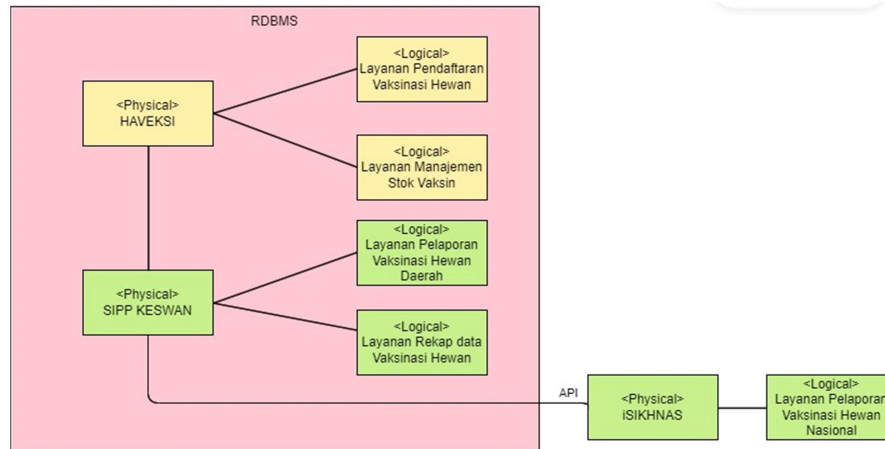 RDBMS
<Logical>
Layanan Pendaftaran
Vaksinasi Hewan
<Physical>
HAVEKSI
<Logical>
Layanan Manajemen
Stok Vaksin
<Logical>
Layanan Pelaporan
Vaksinasi Hewan
Daerah
<Physical>
SIPP KESWAN
<Logical>
Layanan Rekap data
Vaksinasi Hewan
API
<Physical>
iSIKHNAS
<Logical>
Layanan Pelaporan
Vaksinasi Hewan
Nasional